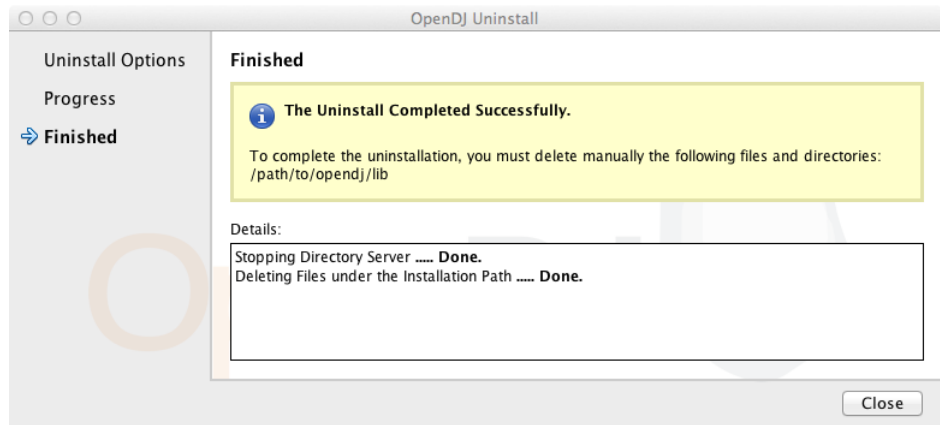 OpenDJ Uninstall
Uninstall Options
Progress
Finished
Finished
The Uninstall Completed Successfully.
To complete the uninstallation, you must delete manually the following files and directories:
/path/to/opendj/lib
Details:
Stopping Directory Server ..... Done.
Deleting Files under the Installation Path ..... Done.
Close